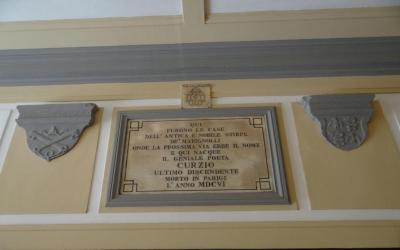 QUI
FURONO LE CASE
DELL'ANTICA E NOBILE STIRPE
DE' MARIGNOLLI
ONDE LA PROSSIMA VIA EBBE IL NOME
E QUI NACQUE
IL GENIALE POETA
CURZIO
ULTIMO DISCENDENTE
MORTO IN PARIGI
L'ANNO MDCVI